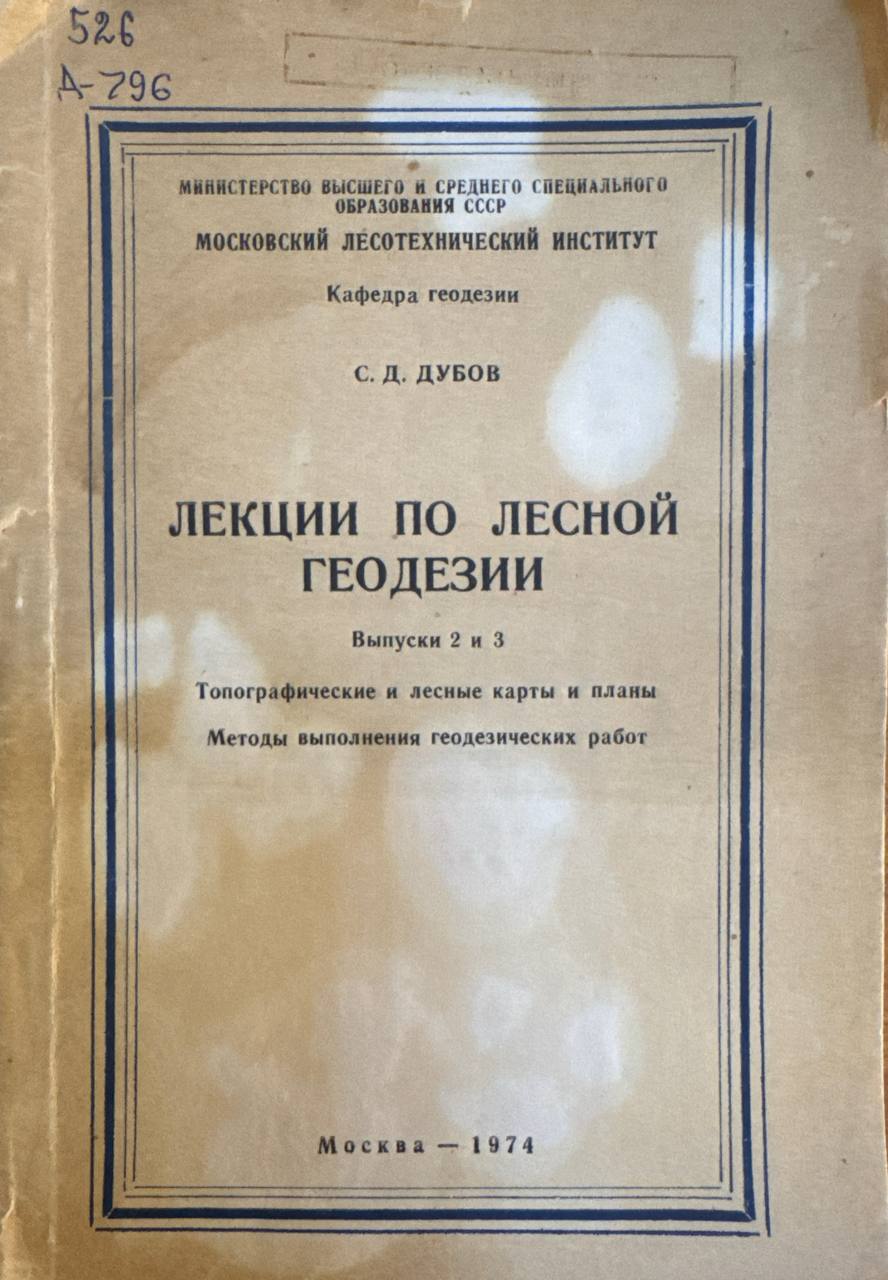 526
Д-796
МИНИСТЕРСТВО ВЫСШЕГО И СРЕДНЕГО СПЕЦИАЛЬНОГО
ОБРАЗОВАНИЯ СССР
МОСКОВСКИЙ ЛЕСОТЕХНИЧЕСКИЙ ИНСТИТУТ
Кафедра геодезии
С. Д. ДУБОВ
ЛЕКЦИИ ПО ЛЕСНОЙ
ГЕОДЕЗИИ
Выпуски 2 и 3
Топографические и лесные карты и планы
Методы выполнения геодезических работ
Москва — 1974